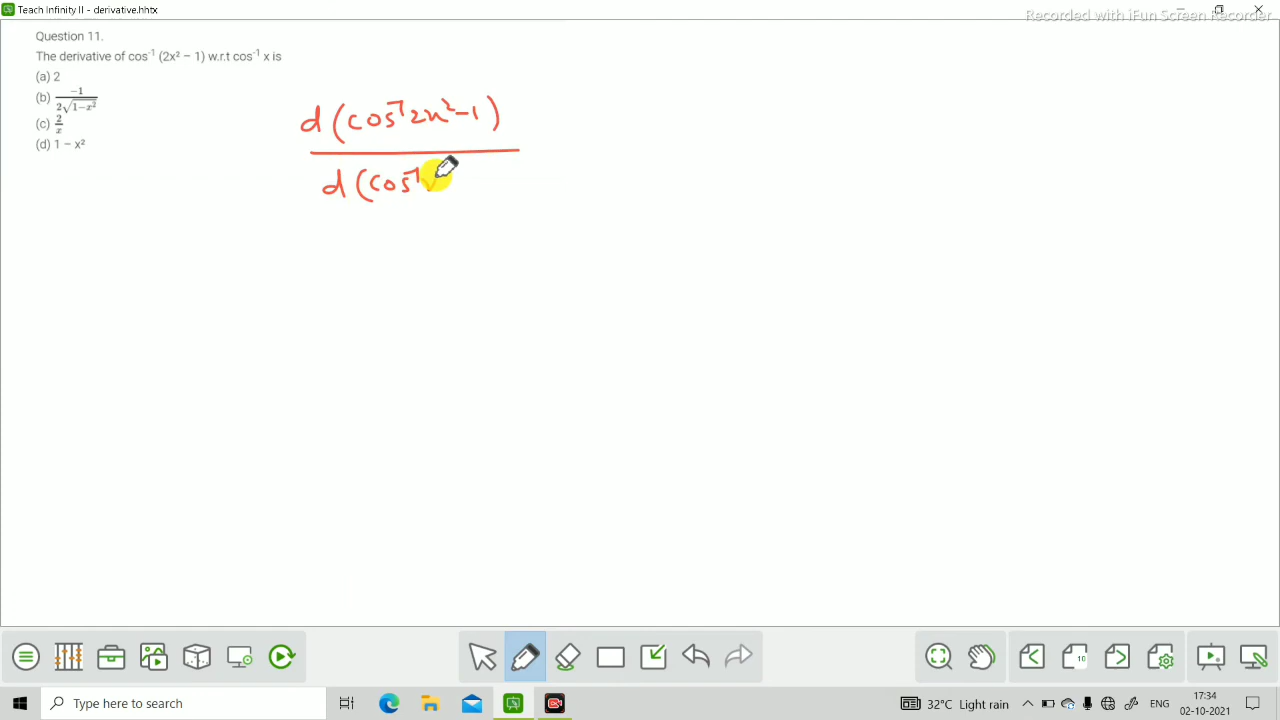 Teach Infinity II - derivative.hhtx
Recorded with iFun Screen Recorder
Question 11.
The derivative of cos⁻¹ (2x² – 1) w.r.t cos⁻¹ x is
(a) 2
(b) −1/(2√(1−x²))
(c) 2/x
(d) 1 – x²
d (cos⁻¹ 2x² – 1)
d (cos⁻¹
10
Type here to search
32°C Light rain
ENG
17:34
02-10-2021